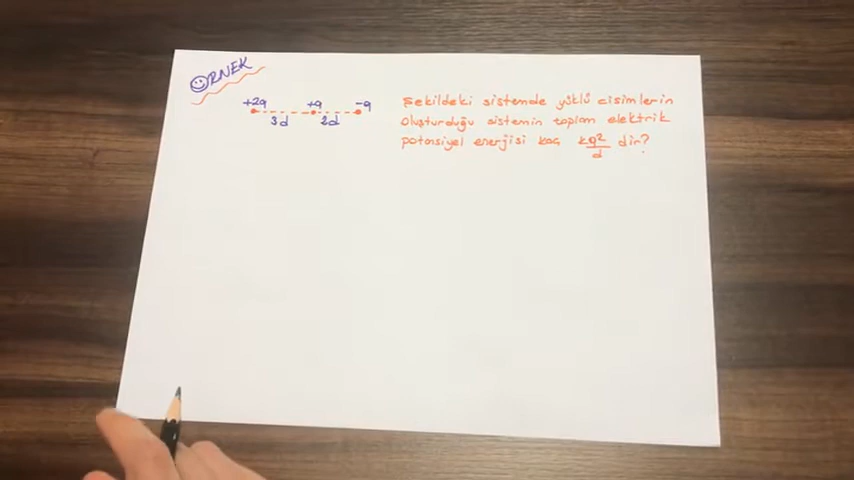 ÖRNEK
+2q +q -q
3d 2d
Şekildeki sistemde yüklü cisimlerin
oluşturduğu sistemin toplam elektrik
potansiyel enerjisi kaç kq²/d dir?